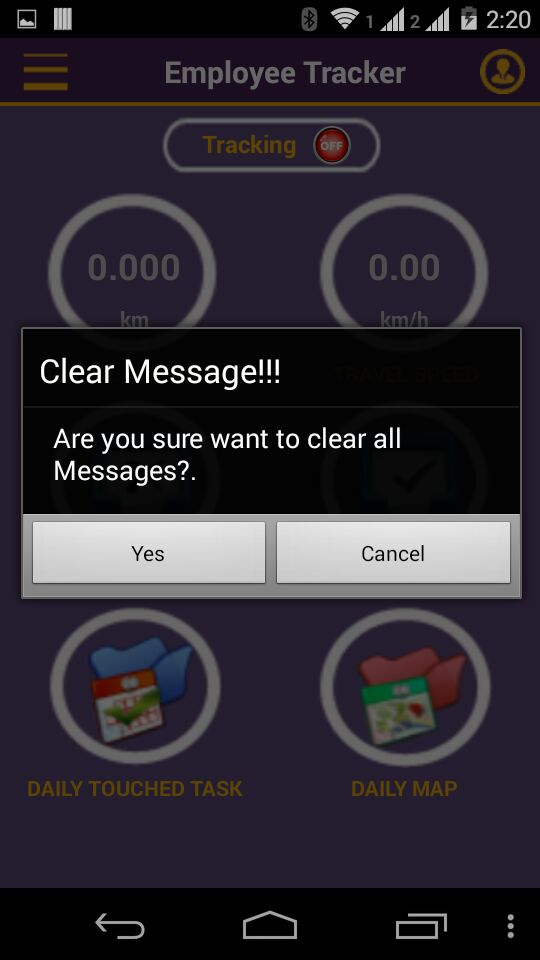 1 2 2:20
Employee Tracker
Tracking OFF
0.000 0.00
km km/h
TRAVEL SPEED
Clear Message!!!
Are you sure want to clear all
Messages?.
Yes Cancel
DAILY TOUCHED TASK DAILY MAP